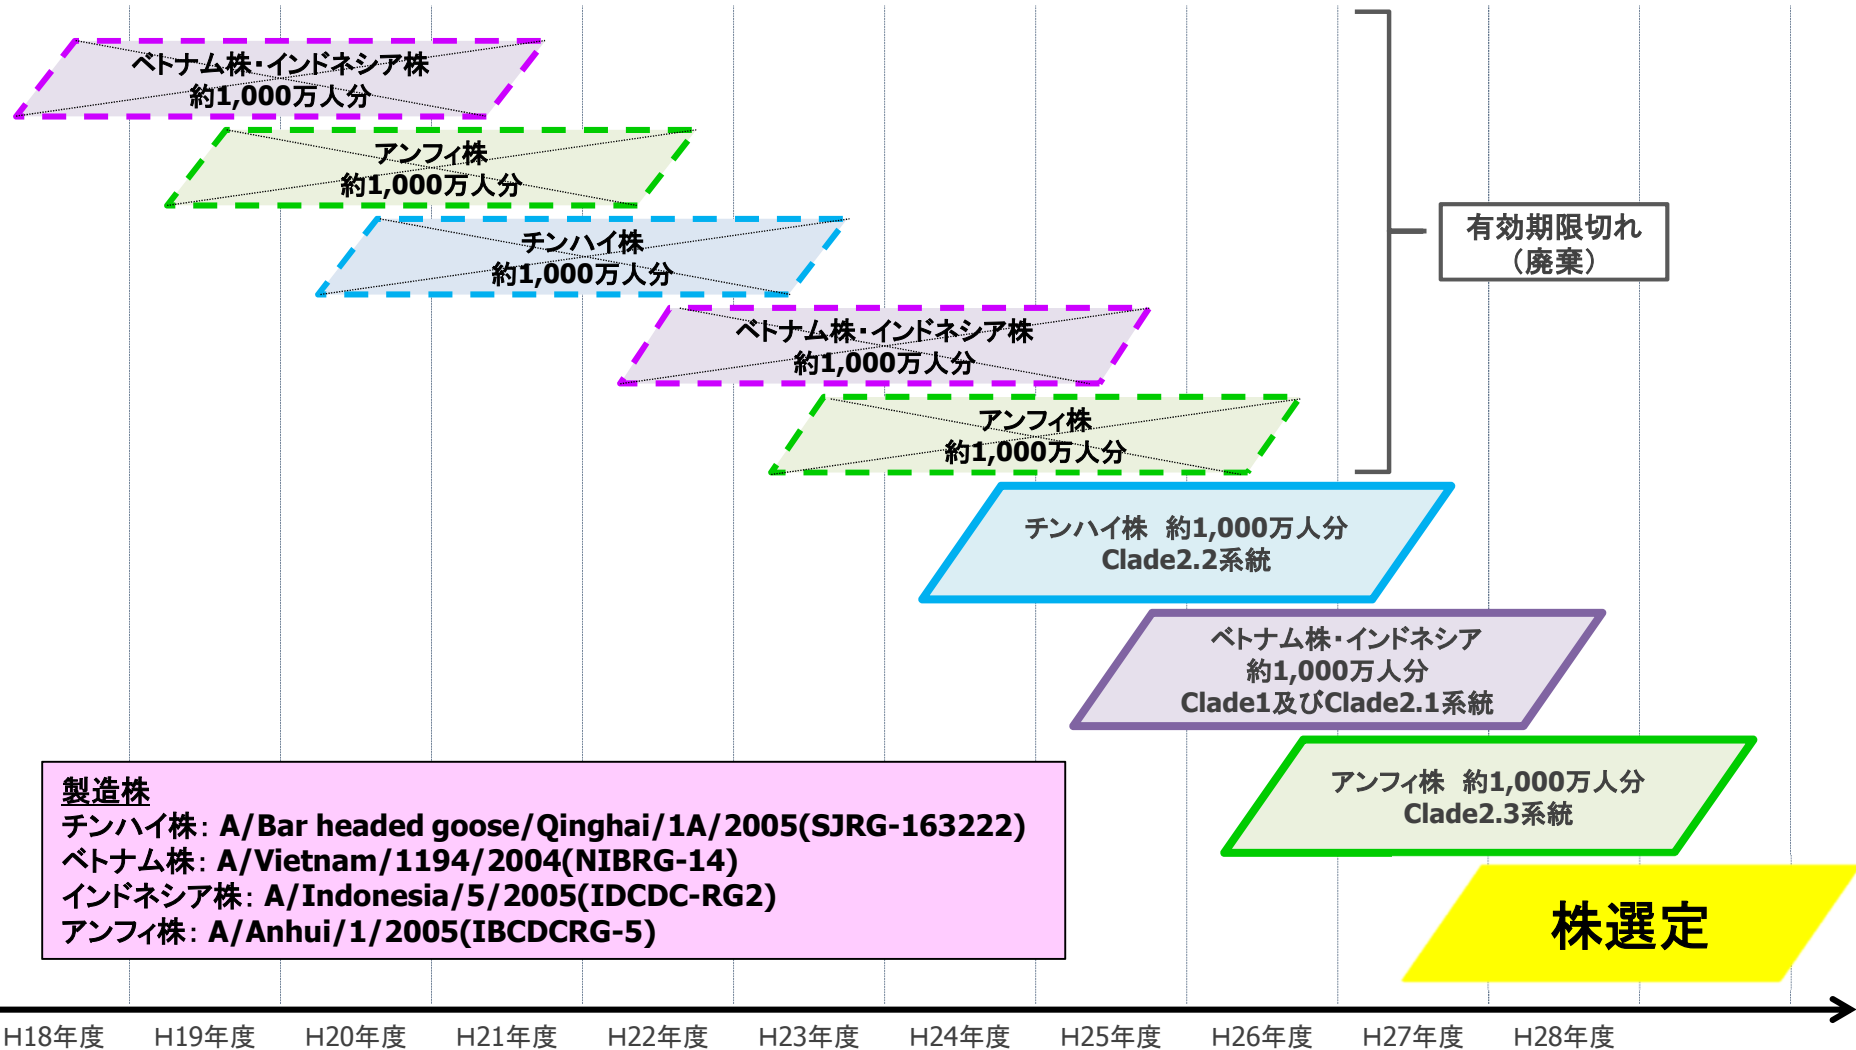 ベトナム株・インドネシア株
約1,000万人分
アンフィ株
約1,000万人分
チンハイ株
約1,000万人分
ベトナム株・インドネシア株
約1,000万人分
アンフィ株
約1,000万人分
有効期限切れ
（廃棄）
チンハイ株　約1,000万人分
Clade2.2系統
ベトナム株・インドネシア
約1,000万人分
Clade1及びClade2.1系統
アンフィ株　約1,000万人分
Clade2.3系統
株選定
製造株
チンハイ株： A/Bar headed goose/Qinghai/1A/2005(SJRG-163222)
ベトナム株： A/Vietnam/1194/2004(NIBRG-14)
インドネシア株： A/Indonesia/5/2005(IDCDC-RG2)
アンフィ株： A/Anhui/1/2005(IBCDCRG-5)
H18年度 H19年度 H20年度 H21年度 H22年度 H23年度 H24年度 H25年度 H26年度 H27年度 H28年度